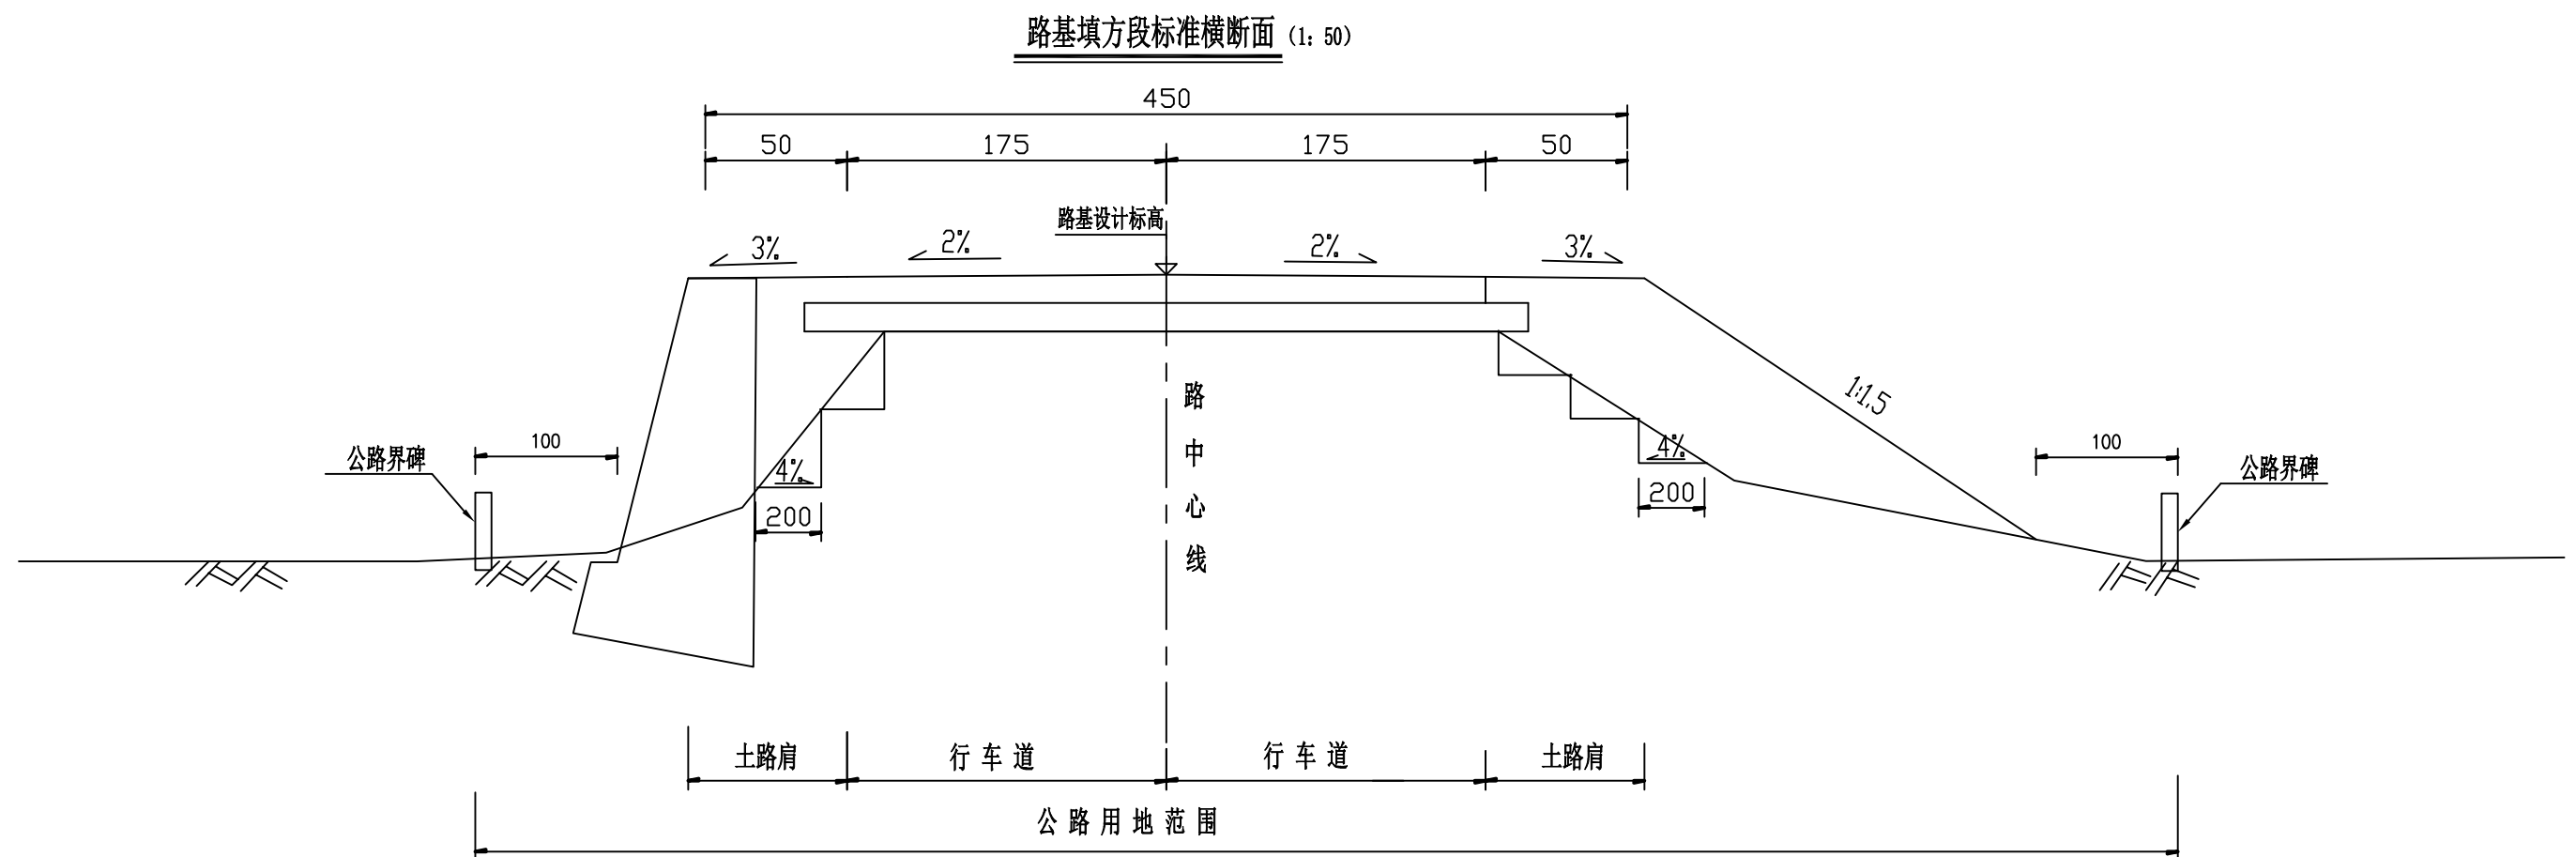 路基填方段标准横断面 (1: 50)
450
50 175 175 50
路基设计标高
3% 2% 2% 3%
1:1.5
路中心线
100 100
公路界碑 公路界碑
4% 4%
200 200
土路肩 行车道 行车道 土路肩
公路用地范围